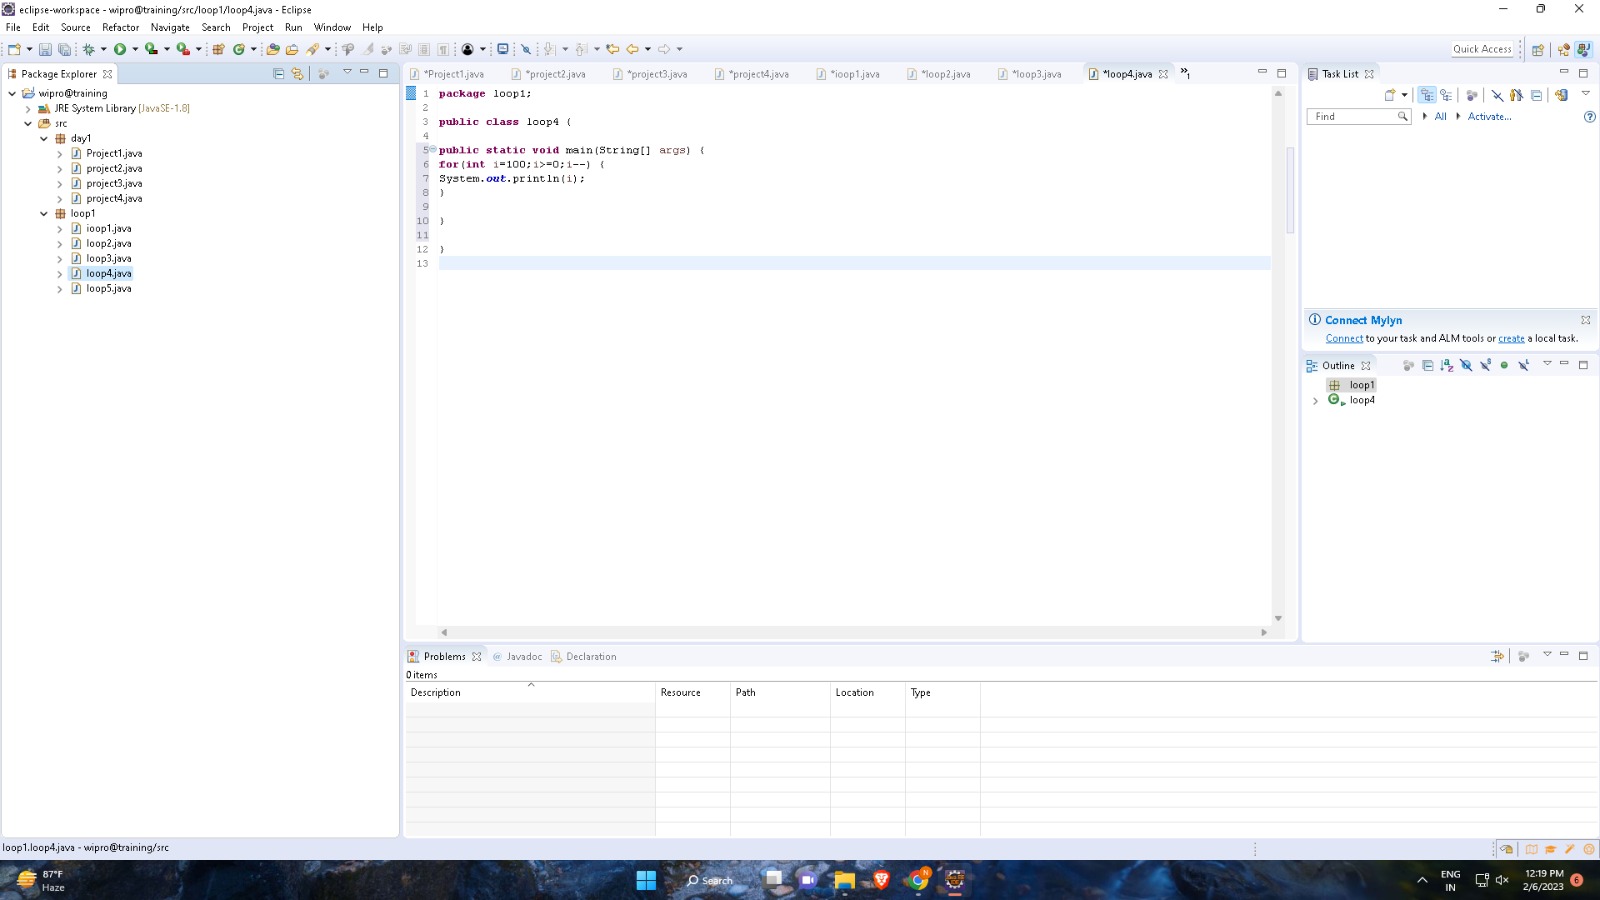 eclipse-workspace - wipro@training/src/loop1/loop4.java - Eclipse
File Edit Source Refactor Navigate Search Project Run Window Help
Quick Access
Package Explorer
wipro@training
JRE System Library [JavaSE-1.8]
src
day1
Project1.java
project2.java
project3.java
project4.java
loop1
ioop1.java
loop2.java
loop3.java
loop4.java
loop5.java
*Project1.java *project2.java *project3.java *project4.java *ioop1.java *loop2.java *loop3.java *loop4.java »1
1 package loop1;
2
3 public class loop4 {
4
5 public static void main(String[] args) {
6 for(int i=100;i>=0;i--) {
7 System.out.println(i);
8 }
9
10 }
11
12 }
13
Task List
Find All Activate...
Connect Mylyn
Connect to your task and ALM tools or create a local task.
Outline
loop1
loop4
Problems Javadoc Declaration
0 items
Description Resource Path Location Type
loop1.loop4.java - wipro@training/src
87°F
Haze
Search
ENG
IN
12:19 PM
2/6/2023
6